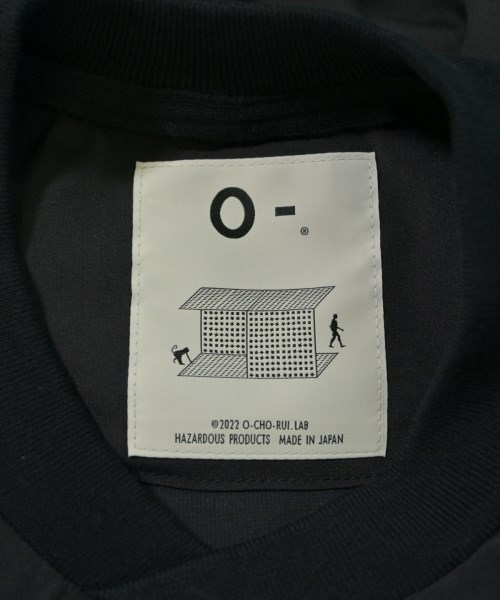 O -
®
©2022 O-CHO-RUI.LAB
HAZARDOUS PRODUCTS MADE IN JAPAN